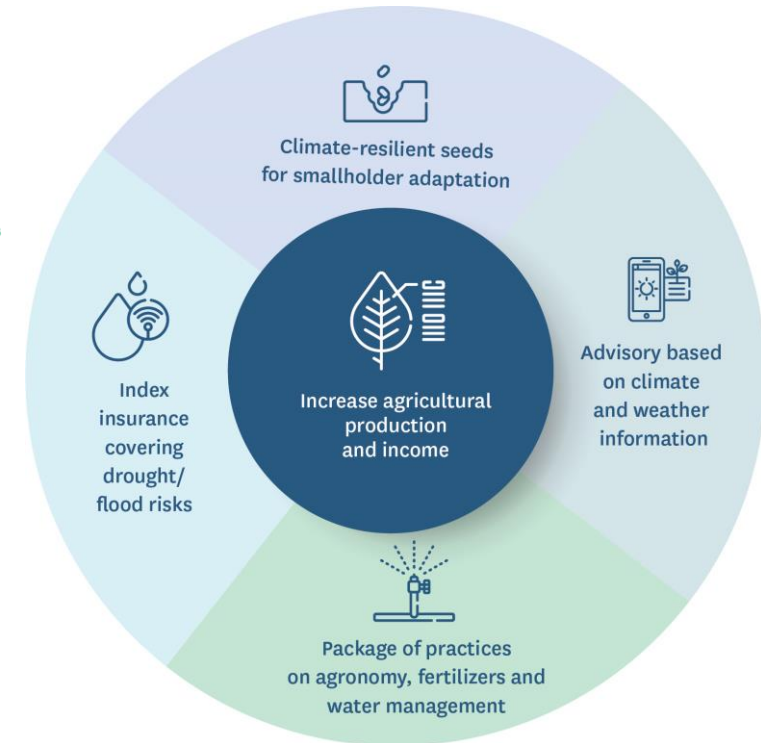 Climate-resilient seeds
for smallholder adaptation
Advisory based
on climate
and weather
information
Package of practices
on agronomy, fertilizers and
water management
Index
insurance
covering
drought/
flood risks
Increase agricultural
production
and income